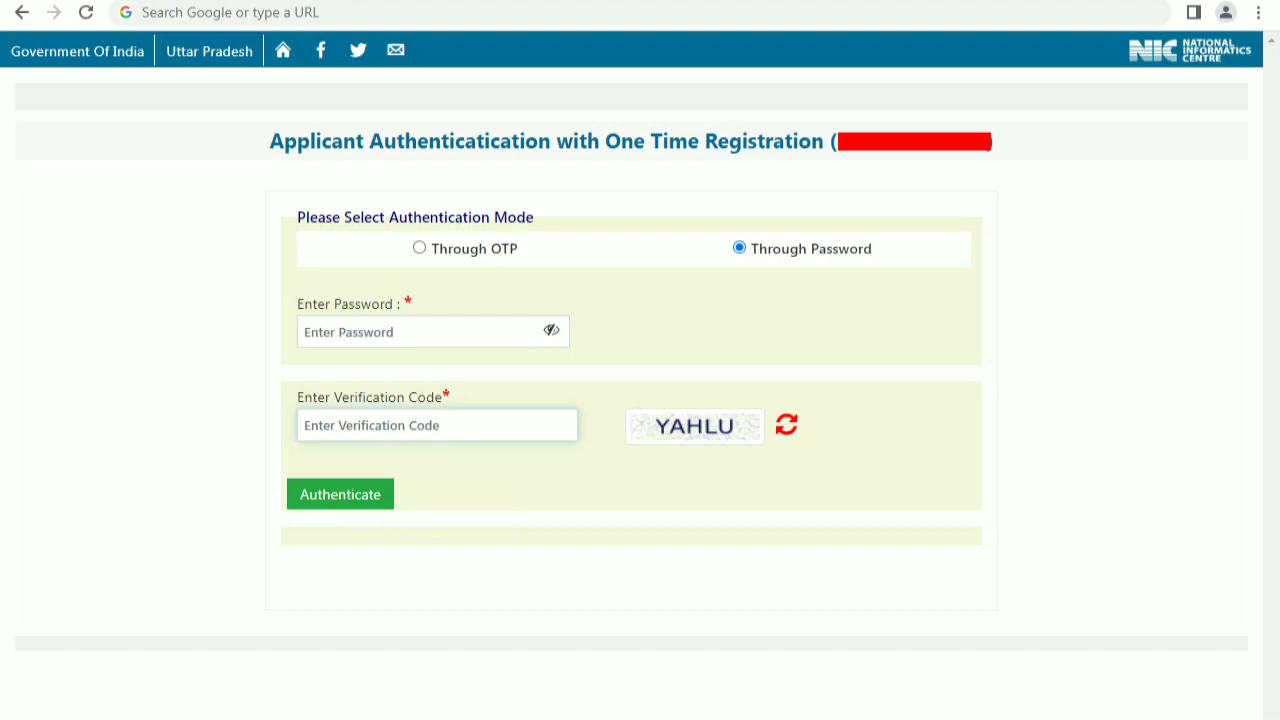 Search Google or type a URL
Government Of India Uttar Pradesh
NIC NATIONAL INFORMATICS CENTRE
Applicant Authenticatication with One Time Registration (
Please Select Authentication Mode
Through OTP Through Password
Enter Password : *
Enter Password
Enter Verification Code*
Enter Verification Code YAHLU
Authenticate